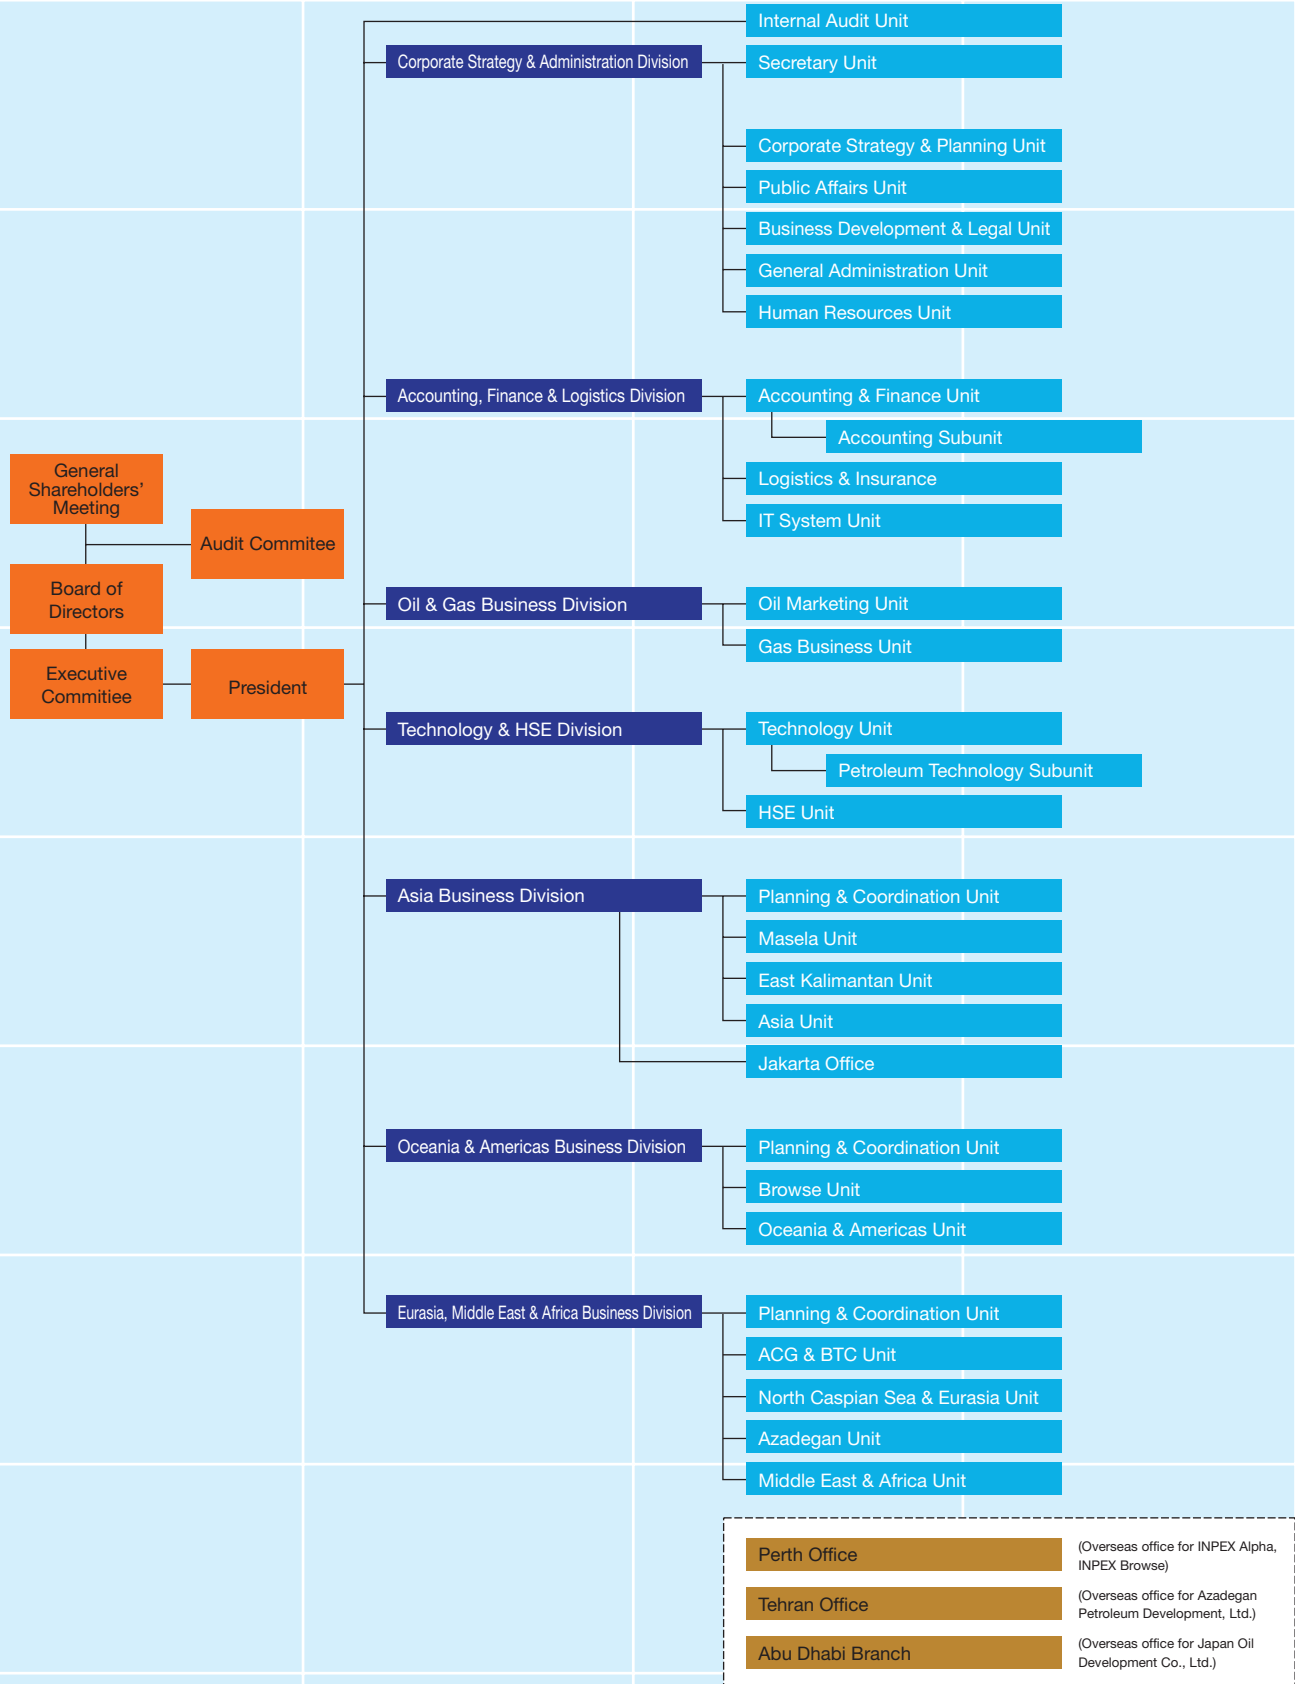 Internal Audit Unit
Corporate Strategy & Administration Division
Secretary Unit
Corporate Strategy & Planning Unit
Public Affairs Unit
Business Development & Legal Unit
General Administration Unit
Human Resources Unit
Accounting, Finance & Logistics Division
Accounting & Finance Unit
Accounting Subunit
Logistics & Insurance
IT System Unit
General
Shareholders’
Meeting
Audit Commitee
Board of
Directors
Executive
Commitiee
President
Oil & Gas Business Division
Oil Marketing Unit
Gas Business Unit
Technology & HSE Division
Technology Unit
Petroleum Technology Subunit
HSE Unit
Asia Business Division
Planning & Coordination Unit
Masela Unit
East Kalimantan Unit
Asia Unit
Jakarta Office
Oceania & Americas Business Division
Planning & Coordination Unit
Browse Unit
Oceania & Americas Unit
Eurasia, Middle East & Africa Business Division
Planning & Coordination Unit
ACG & BTC Unit
North Caspian Sea & Eurasia Unit
Azadegan Unit
Middle East & Africa Unit
Perth Office
(Overseas office for INPEX Alpha,
INPEX Browse)
Tehran Office
(Overseas office for Azadegan
Petroleum Development, Ltd.)
Abu Dhabi Branch
(Overseas office for Japan Oil
Development Co., Ltd.)